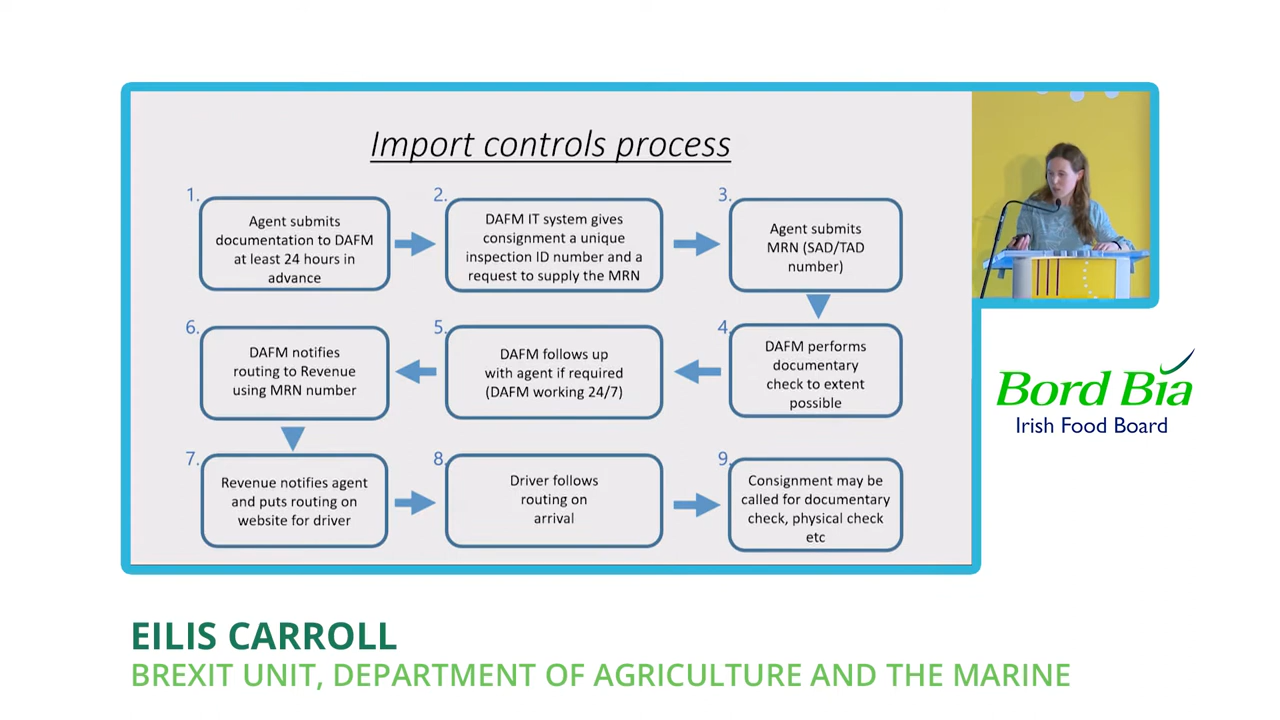 Import controls process
1.
Agent submits
documentation to DAFM
at least 24 hours in
advance
2.
DAFM IT system gives
consignment a unique
inspection ID number and a
request to supply the MRN
3.
Agent submits
MRN (SAD/TAD
number)
4.
DAFM performs
documentary
check to extent
possible
5.
DAFM follows up
with agent if required
(DAFM working 24/7)
6.
DAFM notifies
routing to Revenue
using MRN number
7.
Revenue notifies agent
and puts routing on
website for driver
8.
Driver follows
routing on
arrival
9.
Consignment may be
called for documentary
check, physical check
etc
Bord Bia
Irish Food Board
EILIS CARROLL
BREXIT UNIT, DEPARTMENT OF AGRICULTURE AND THE MARINE